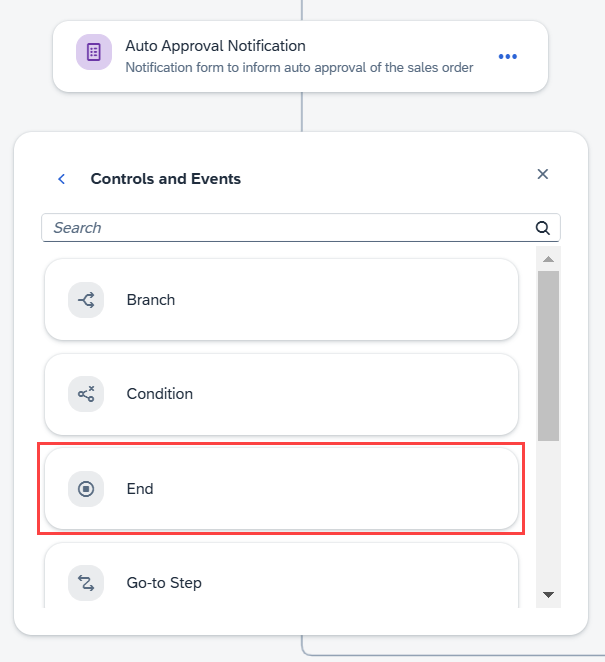 Auto Approval Notification
Notification form to inform auto approval of the sales order
Controls and Events
Search
Branch
Condition
End
Go-to Step